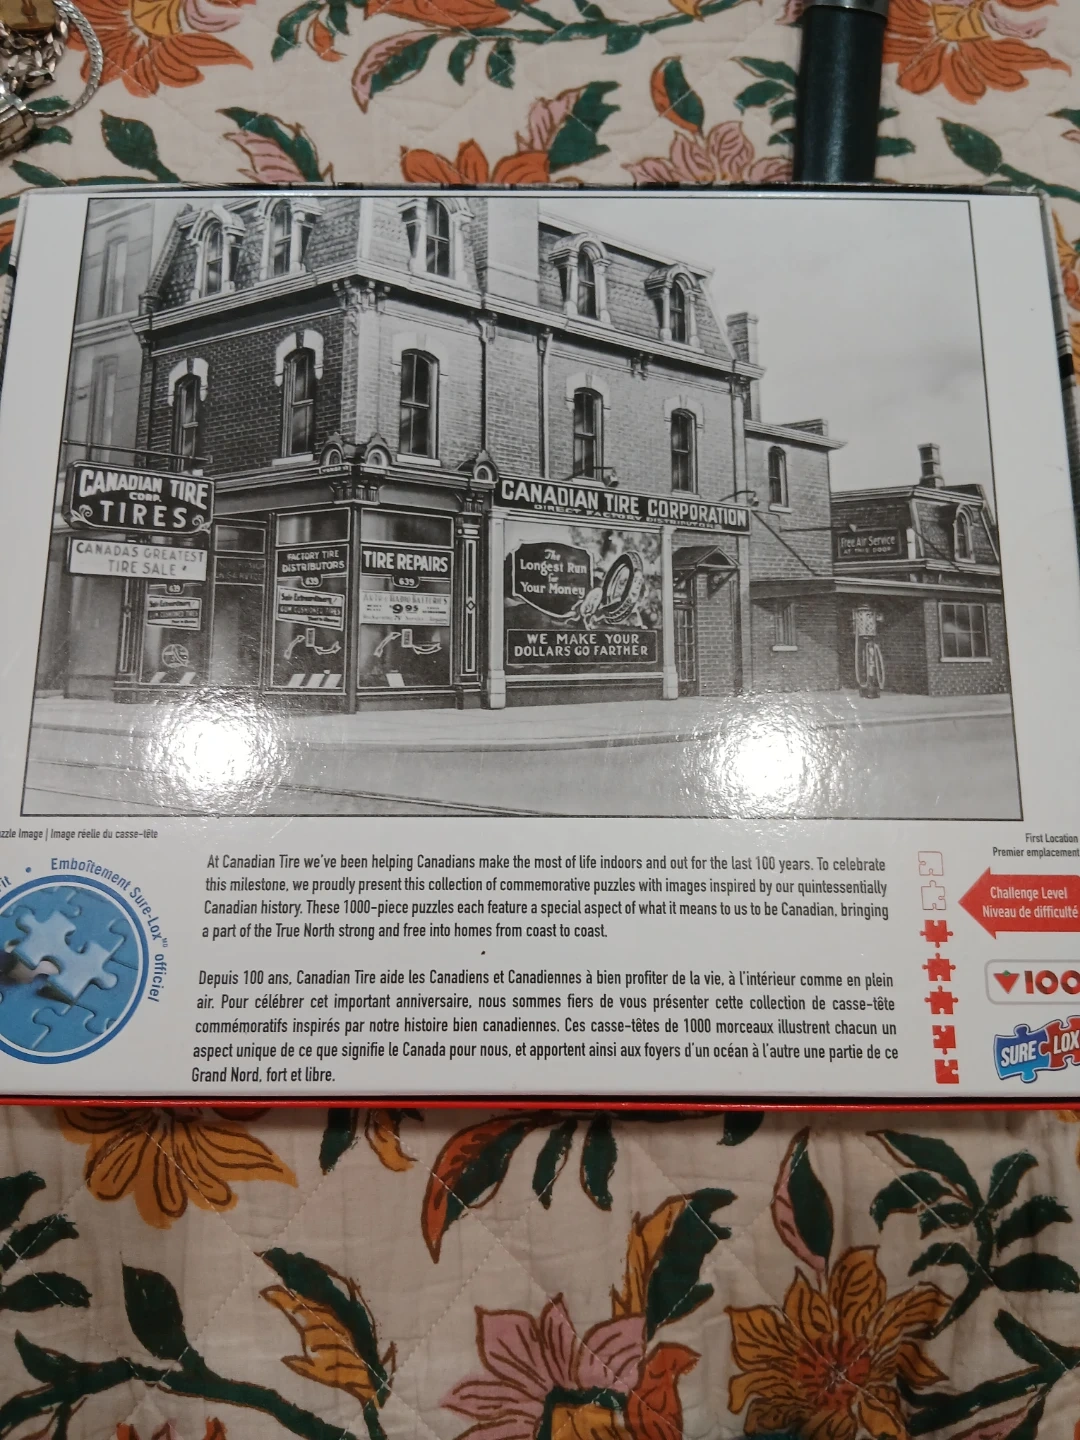 CANADIAN TIRE
CORP.
TIRES
CANADAS GREATEST
TIRE SALE
639
FACTORY TIRE
DISTRIBUTORS
639
TIRE REPAIRS
639
$9.95
CANADIAN TIRE CORPORATION
DIRECT FACTORY DISTRIBUTORS
The
Longest Run
for
Your Money
WE MAKE YOUR
DOLLARS GO FARTHER
Free Air Service
AT THIS DOOR
zzle Image | Image réelle du casse-tête
First Location
Premier emplacement
it • Emboîtement Sure-Lox MD officiel
At Canadian Tire we've been helping Canadians make the most of life indoors and out for the last 100 years. To celebrate
this milestone, we proudly present this collection of commemorative puzzles with images inspired by our quintessentially
Canadian history. These 1000-piece puzzles each feature a special aspect of what it means to us to be Canadian, bringing
a part of the True North strong and free into homes from coast to coast.
Depuis 100 ans, Canadian Tire aide les Canadiens et Canadiennes à bien profiter de la vie, à l'intérieur comme en plein
air. Pour célébrer cet important anniversaire, nous sommes fiers de vous présenter cette collection de casse-tête
commémoratifs inspirés par notre histoire bien canadiennes. Ces casse-têtes de 1000 morceaux illustrent chacun un
aspect unique de ce que signifie le Canada pour nous, et apportent ainsi aux foyers d'un océan à l'autre une partie de ce
Grand Nord, fort et libre.
Challenge Level
Niveau de difficulté
100
SURE LOX